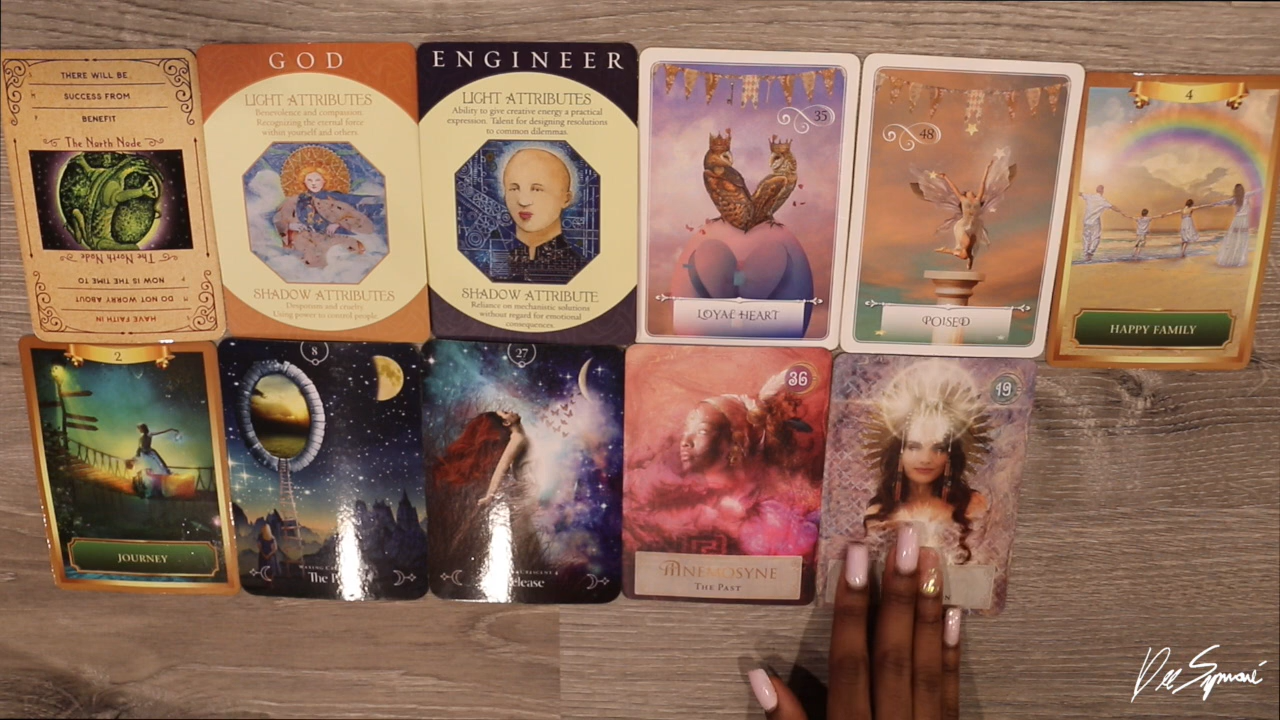 THERE WILL BE
SUCCESS FROM
BENEFIT
The North Node
The North Node
NOW IS THE TIME TO
DO NOT WORRY ABOUT
HAVE FAITH IN
GOD
LIGHT ATTRIBUTES
Benevolence and compassion.
Recognizing the eternal force
within yourself and others.
SHADOW ATTRIBUTES
Despotism and cruelty.
Using power to control people.
ENGINEER
LIGHT ATTRIBUTES
Ability to give creative energy a practical
expression. Talent for designing resolutions
to common dilemmas.
SHADOW ATTRIBUTE
Reliance on mechanistic solutions
without regard for emotional
consequences.
35
LOYAL HEART
48
POISED
4
HAPPY FAMILY
2
JOURNEY
8
The
27
36
MNEMOSYNE
THE PAST
19
Dee Symoné